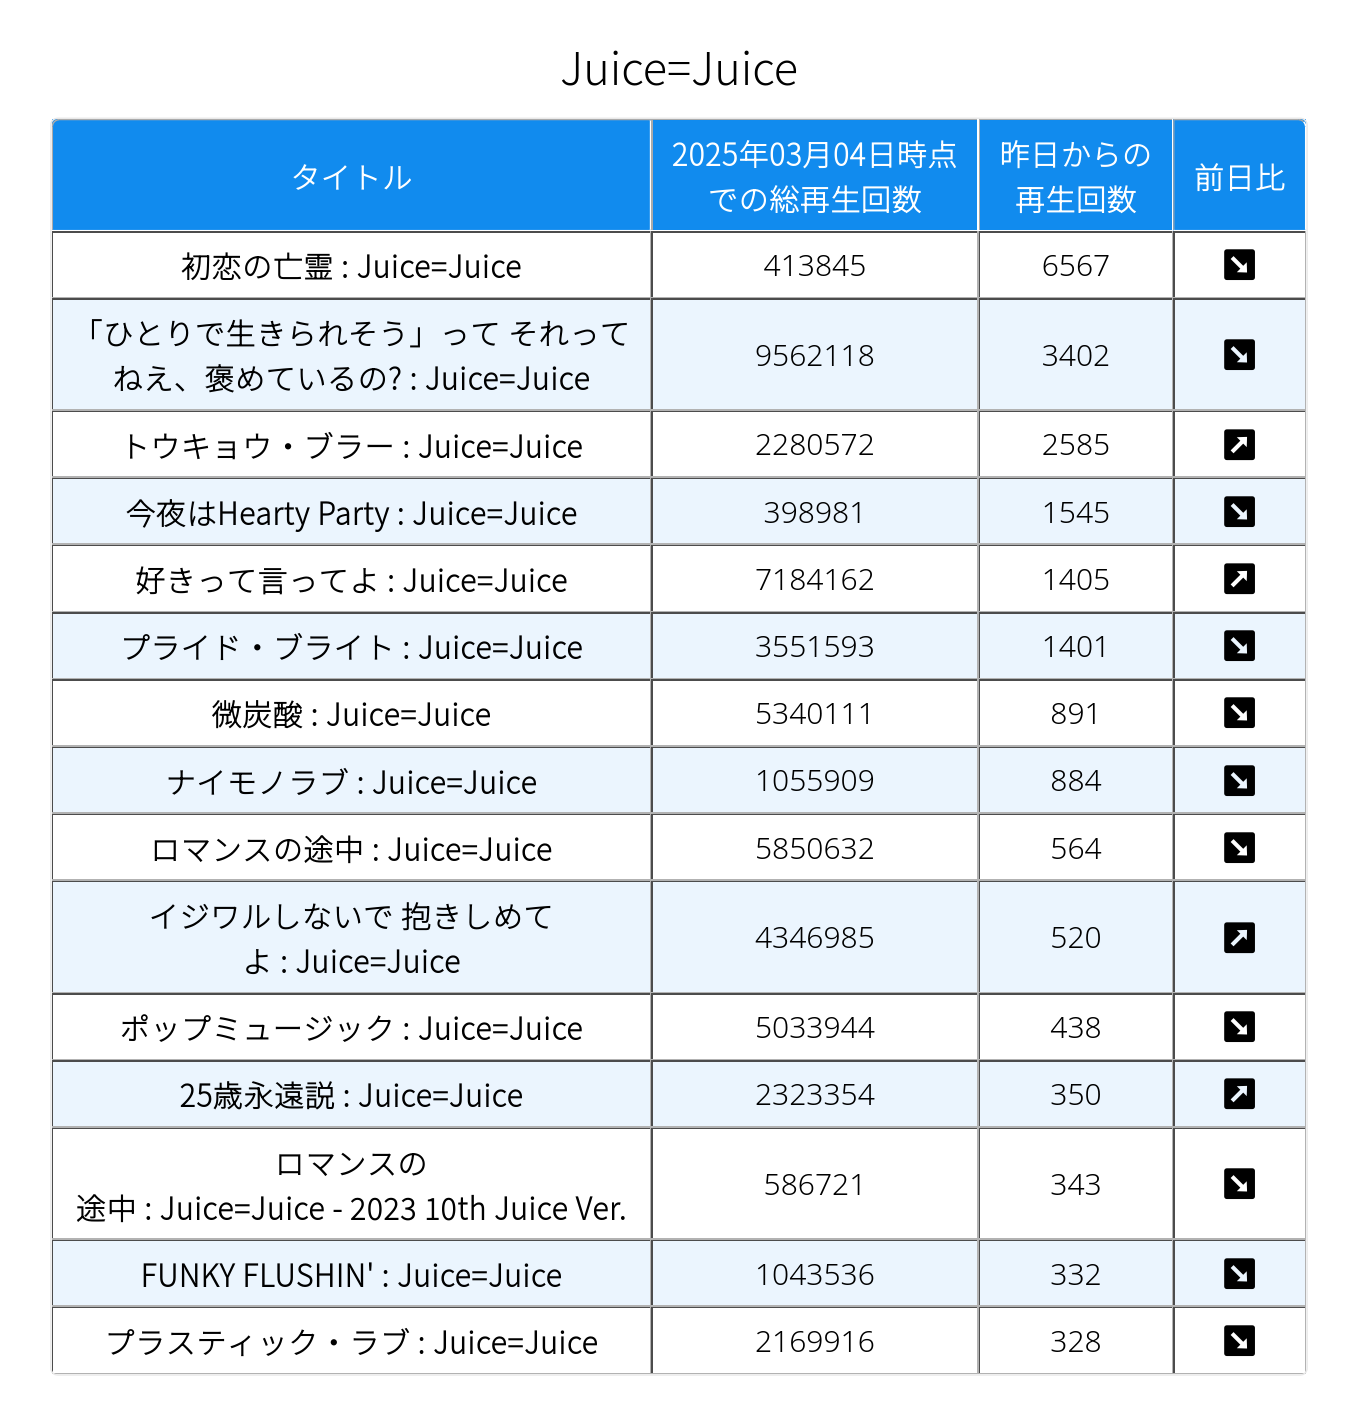 Juice=Juice
タイトル
2025年03月04日時点
での総再生回数
昨日からの
再生回数
前日比
初恋の亡霊 : Juice=Juice
413845
6567
「ひとりで生きられそう」って それって
ねえ、褒めているの? : Juice=Juice
9562118
3402
トウキョウ・ブラー : Juice=Juice
2280572
2585
今夜はHearty Party : Juice=Juice
398981
1545
好きって言ってよ : Juice=Juice
7184162
1405
プライド・ブライト : Juice=Juice
3551593
1401
微炭酸 : Juice=Juice
5340111
891
ナイモノラブ : Juice=Juice
1055909
884
ロマンスの途中 : Juice=Juice
5850632
564
イジワルしないで 抱きしめて
よ : Juice=Juice
4346985
520
ポップミュージック : Juice=Juice
5033944
438
25歳永遠説 : Juice=Juice
2323354
350
ロマンスの
途中 : Juice=Juice - 2023 10th Juice Ver.
586721
343
FUNKY FLUSHIN' : Juice=Juice
1043536
332
プラスティック・ラブ : Juice=Juice
2169916
328